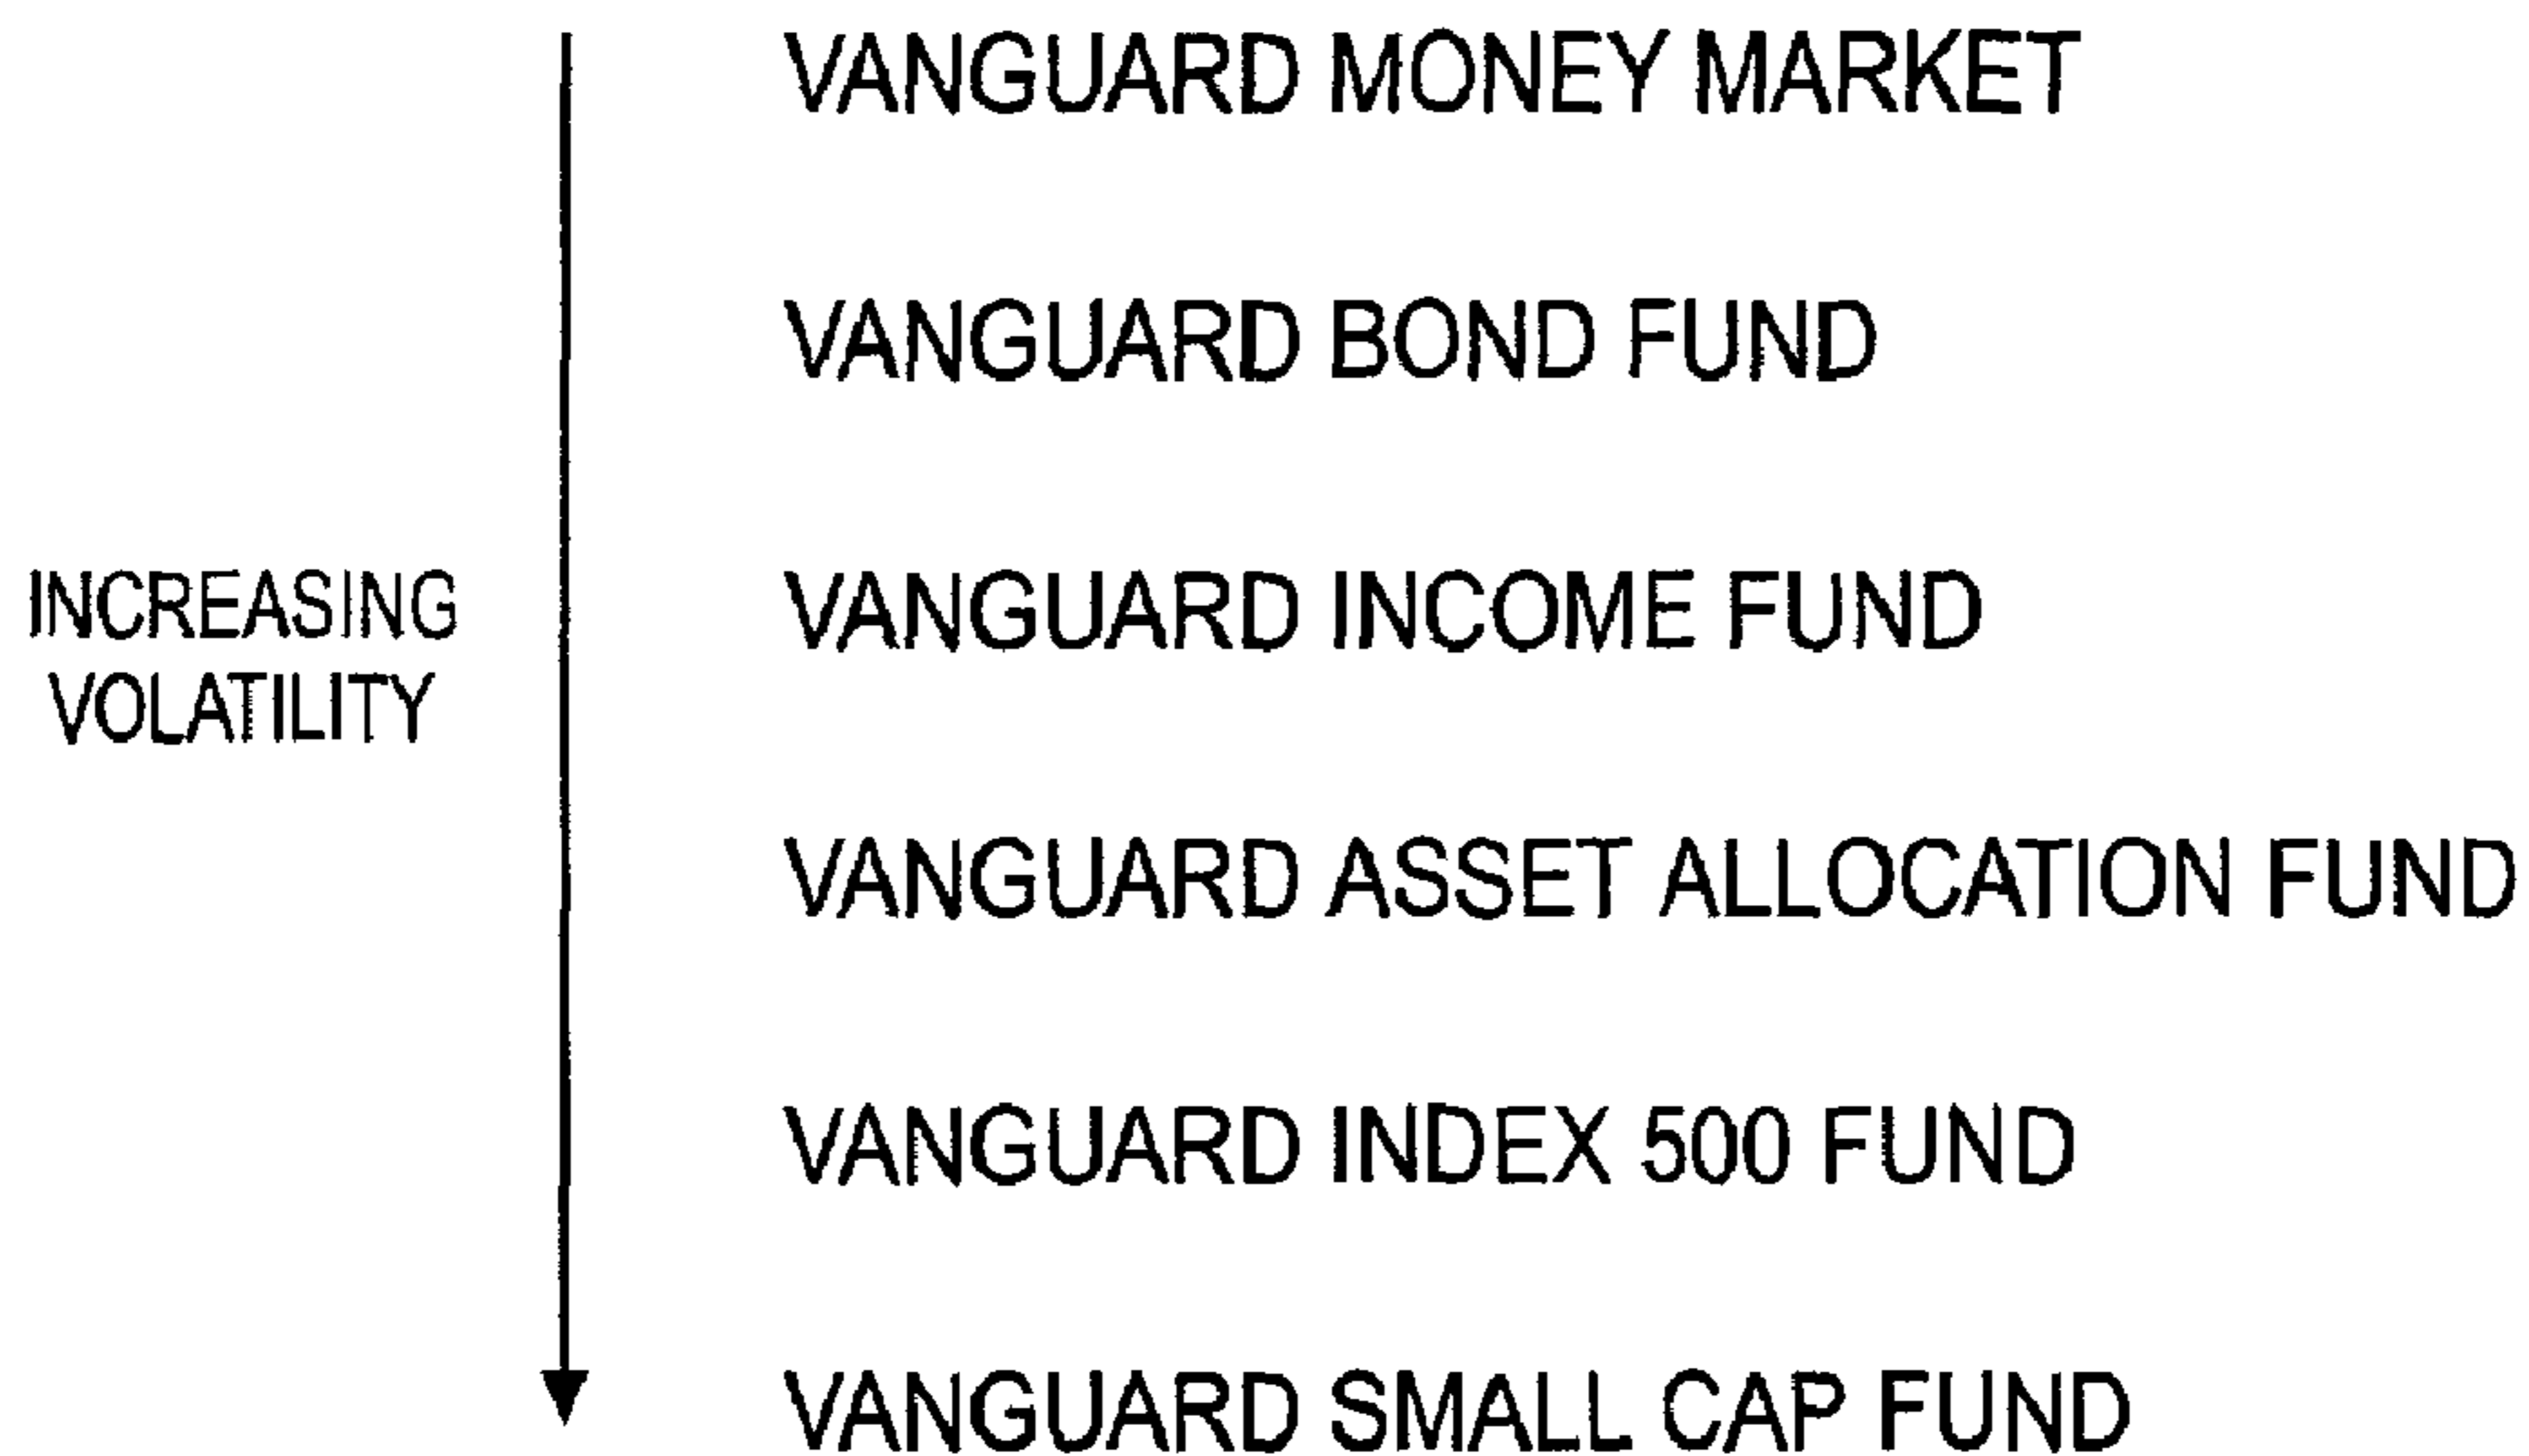 VANGUARD MONEY MARKET
VANGUARD BOND FUND
INCREASING
VOLATILITY
VANGUARD INCOME FUND
VANGUARD ASSET ALLOCATION FUND
VANGUARD INDEX 500 FUND
VANGUARD SMALL CAP FUND